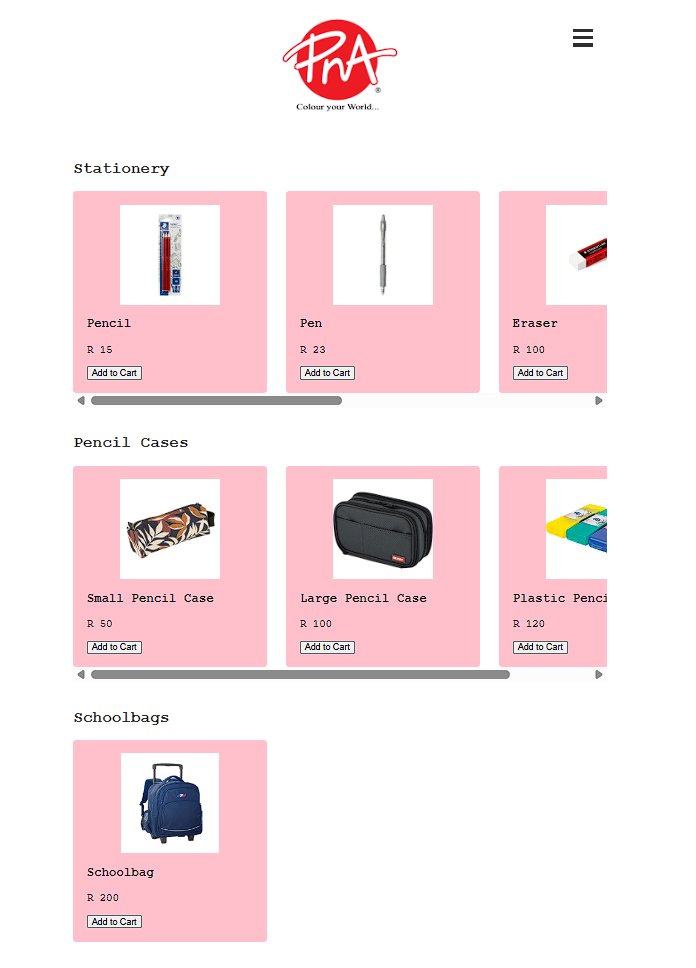 PnA
®
Colour your World...
Stationery
Pencil
R 15
Add to Cart
Pen
R 23
Add to Cart
Eraser
R 100
Add to Cart
Pencil Cases
Small Pencil Case
R 50
Add to Cart
Large Pencil Case
R 100
Add to Cart
Plastic Penci
R 120
Add to Cart
Schoolbags
Schoolbag
R 200
Add to Cart